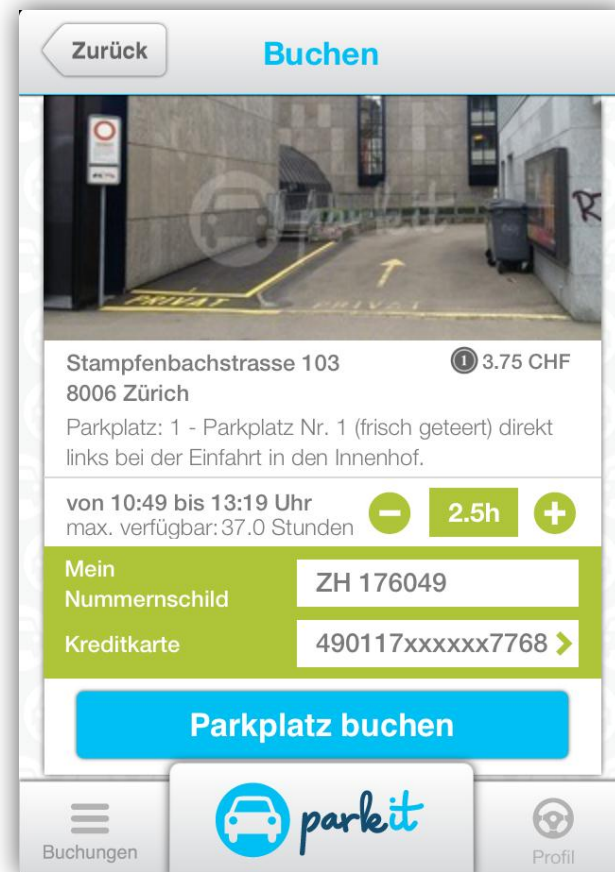 Zurück
Buchen
parkit
PRIVAT
PRIVAT
R
Stampfenbachstrasse 103
1 3.75 CHF
8006 Zürich
Parkplatz: 1 - Parkplatz Nr. 1 (frisch geteert) direkt
links bei der Einfahrt in den Innenhof.
von 10:49 bis 13:19 Uhr
2.5h
max. verfügbar: 37.0 Stunden
Mein
Nummernschild
ZH 176049
Kreditkarte
490117xxxxxx7768
Parkplatz buchen
Buchungen
parkit
Profil